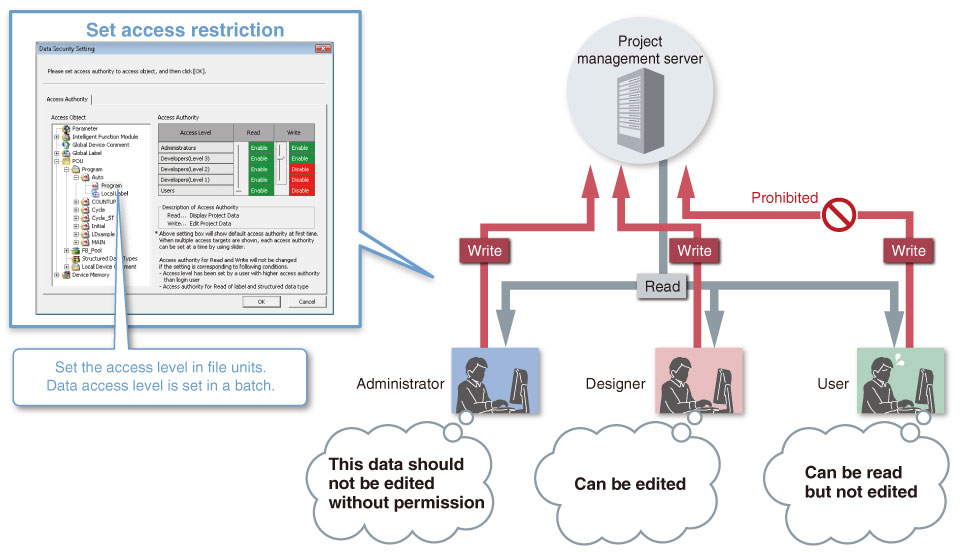 Set access restriction
Data Security Setting
Please set access authority to access object, and then click [OK].
Access Authority
Access Object
Parameter
Intelligent Function Module
Global Device Comment
Global Label
POU
Program
Auto
Program
Local Label
COUNTUP
Cycle
Cycle_ST
Initial
LDsample
MAIN
FB_Pool
Structured Data Types
Local Device Comment
Device Memory
Access Authority
Access Level Read Write
Administrators Enable Enable
Developers(Level 3) Enable Enable
Developers(Level 2) Enable Disable
Developers(Level 1) Enable Disable
Users Enable Disable
Description of Access Authority
Read... Display Project Data
Write... Edit Project Data
* Above setting box will show default access authority at first time.
When multiple access targets are shown, each access authority
can be set at a time by using slider.
Access authority for Read and Write will not be changed
if the setting is corresponding to following conditions.
- Access level has been set by a user with higher access authority
than login user
- Access authority for Read of label and structured data type
OK Cancel
Set the access level in file units.
Data access level is set in a batch.
Project
management server
Prohibited
Write
Write
Write
Read
Administrator
Designer
User
This data should
not be edited
without permission
Can be edited
Can be read
but not edited